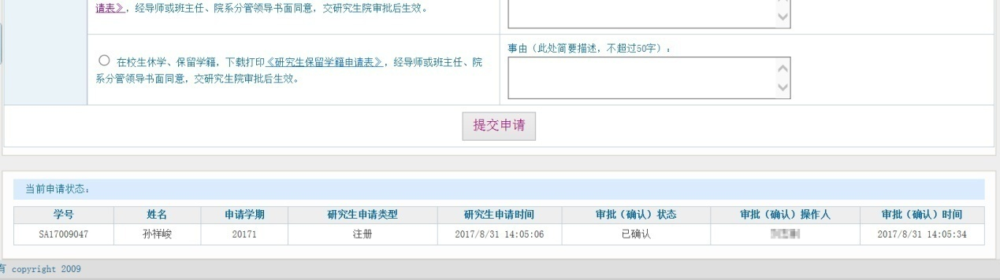 请表》，经导师或班主任、院系分管领导书面同意，交研究生院审批后生效。
在校生休学、保留学籍，下载打印《研究生保留学籍申请表》，经导师或班主任、院
系分管领导书面同意，交研究生院审批后生效。
事由（此处简要描述，不超过50字）：
提交申请
当前申请状态：
学号 姓名 申请学期 研究生申请类型 研究生申请时间 审批（确认）状态 审批（确认）操作人 审批（确认）时间
SA17009047 孙祥峻 20171 注册 2017/8/31 14:05:06 已确认 2017/8/31 14:05:34
有 copyright 2009